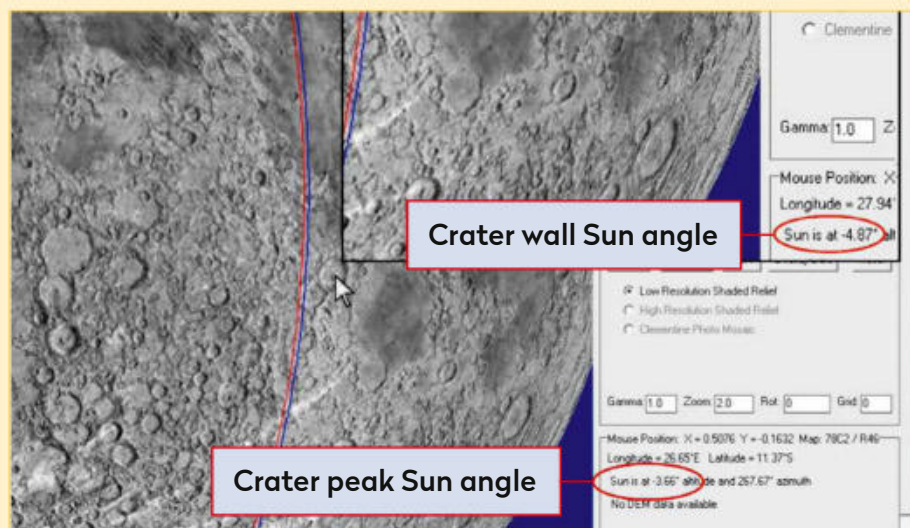 Clementine
Gamma: 1.0 Z
Mouse Position: X
Longitude = 27.94°
Sun is at -4.87° alt
Crater wall Sun angle
Low Resolution Shaded Relief
High Resolution Shaded Relief
Clementine Photo Mosaic
Gamma: 1.0 Zoom: 2.0 Rot: 0 Grid: 0
Mouse Position: X = 0.5076 Y = -0.1632 Map: 78C2 / R46
Longitude = 26.65°E Latitude = 11.37°S
Sun is at -3.66° altitude and 267.67° azimuth
No DEM data available
Crater peak Sun angle